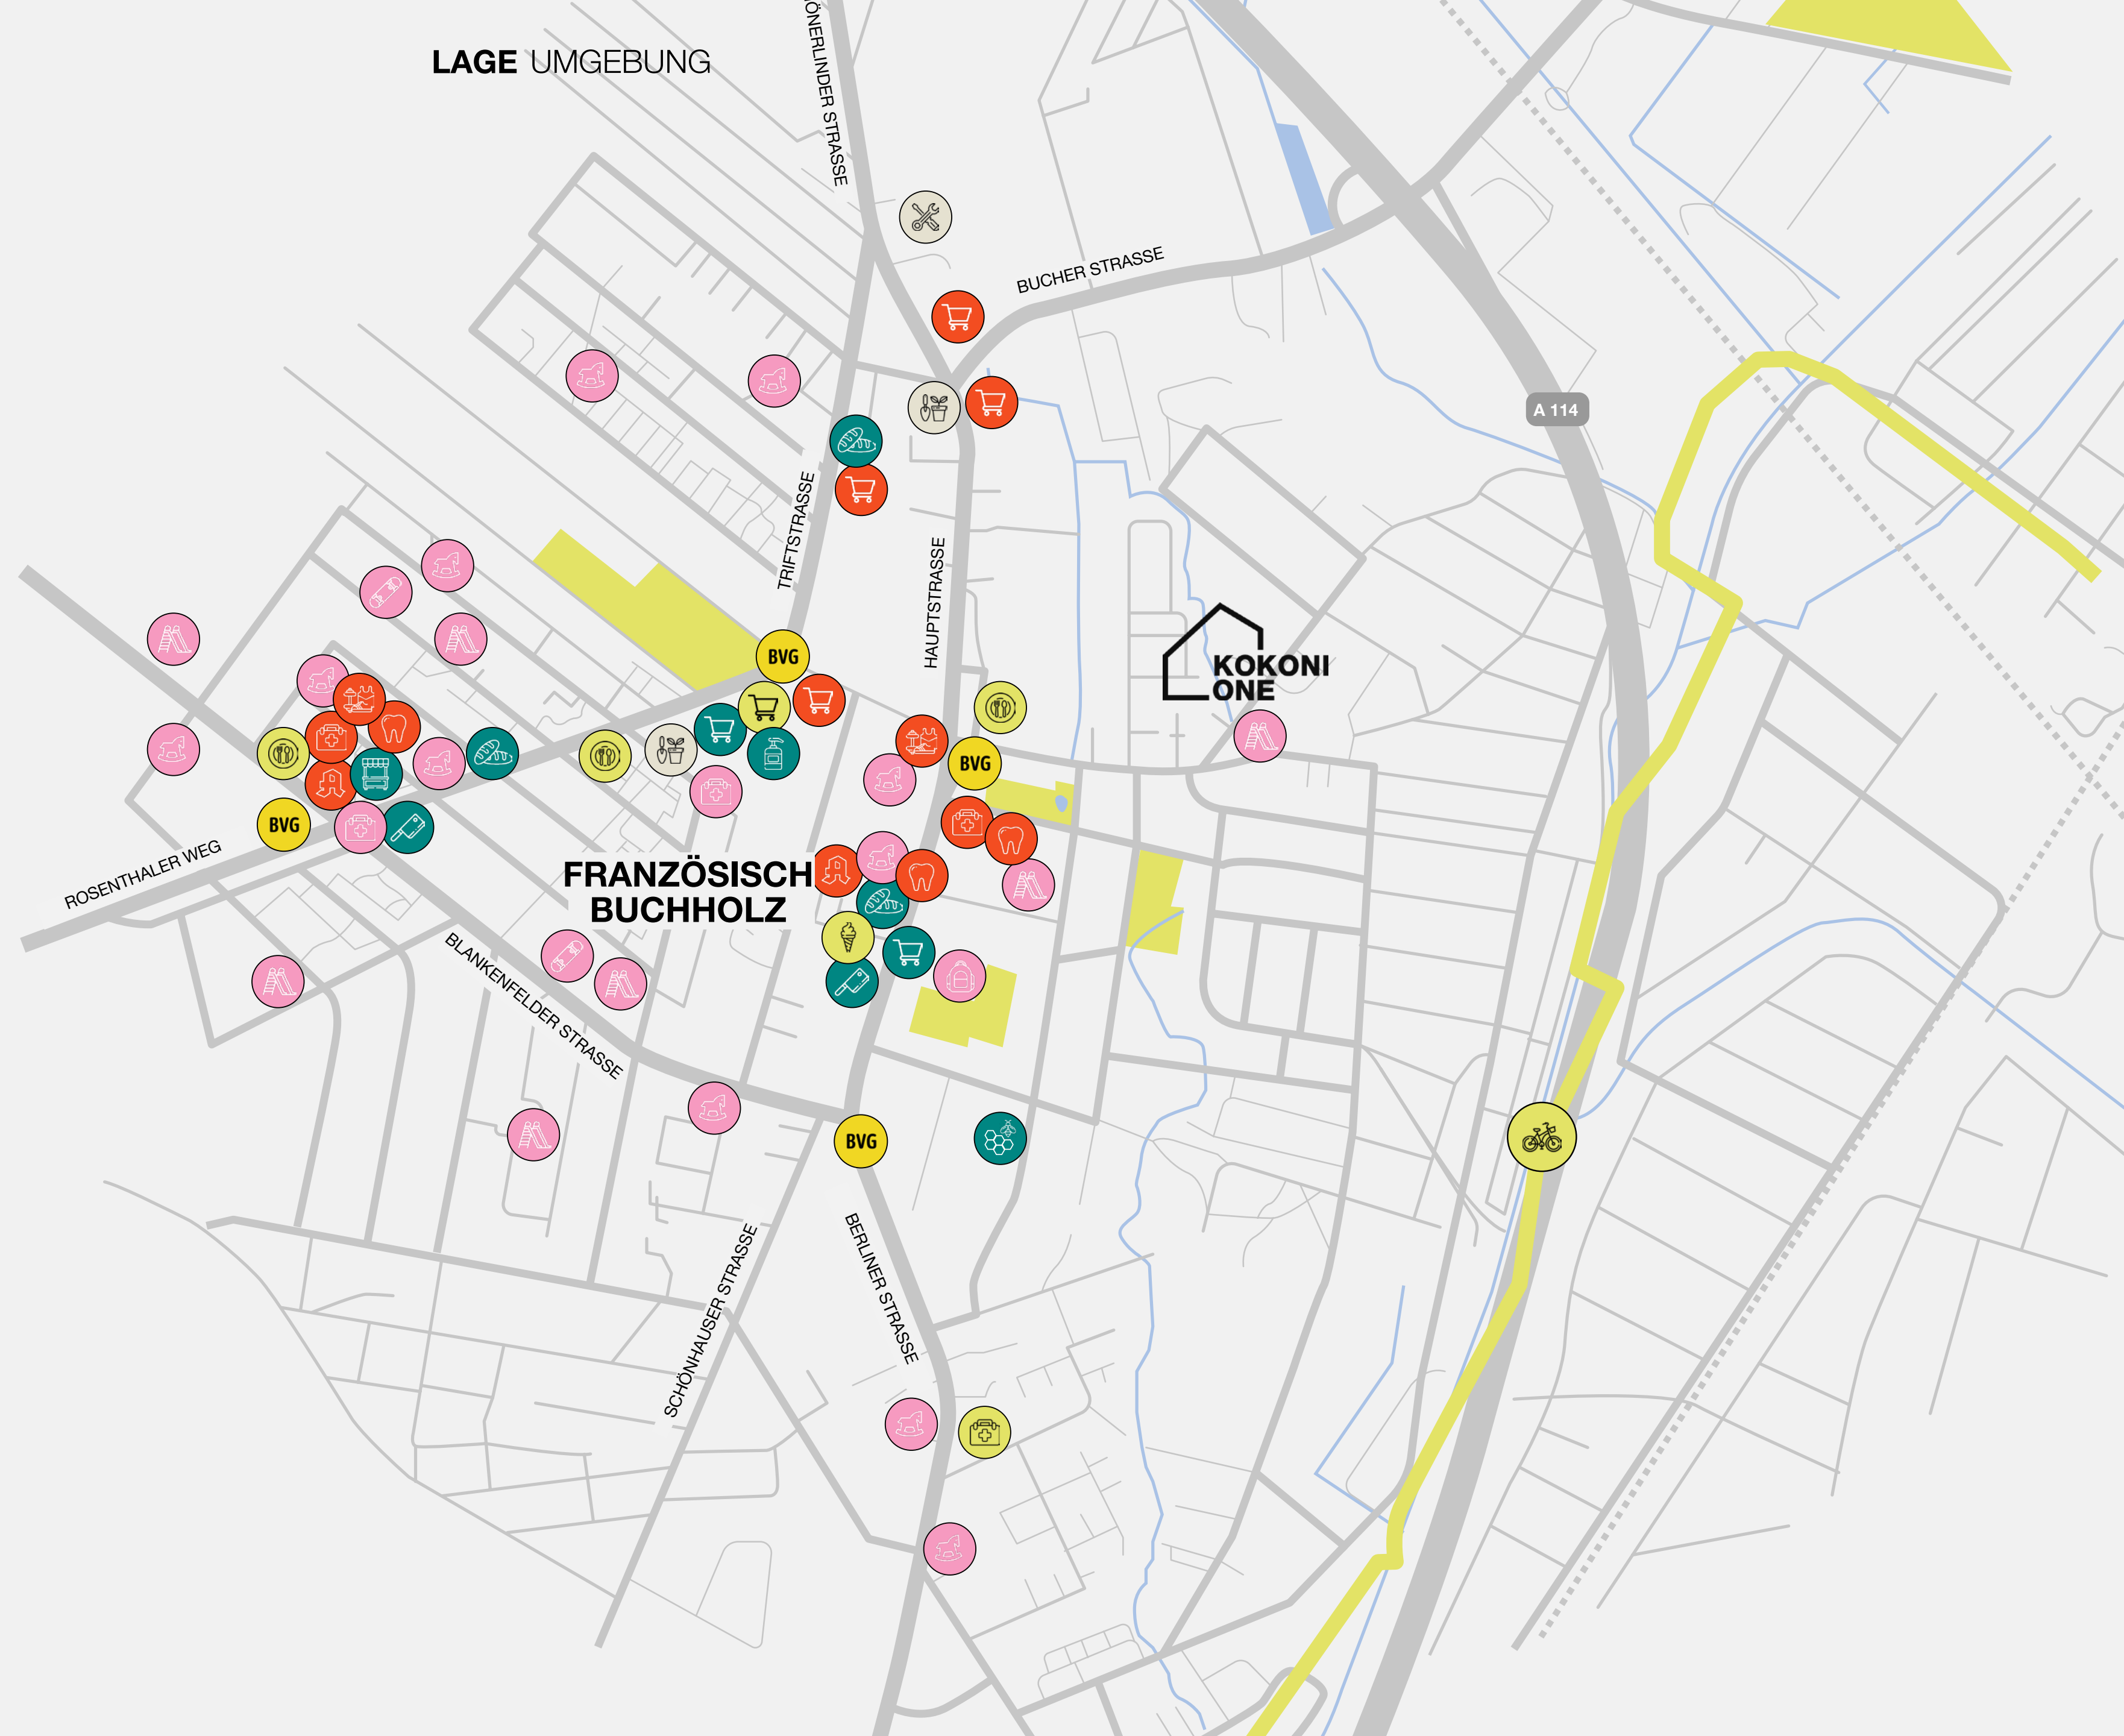 LAGE UMGEBUNG
ÖNERLINDER STRASSE
BUCHER STRASSE
A 114
TRIFTSTRASSE
HAUPTSTRASSE
BVG
KOKONI
ONE
BVG
BVG
ROSENTHALER WEG
FRANZÖSISCH
BUCHHOLZ
BLANKENFELDER STRASSE
BVG
SCHÖNHAUSER STRASSE
BERLINER STRASSE